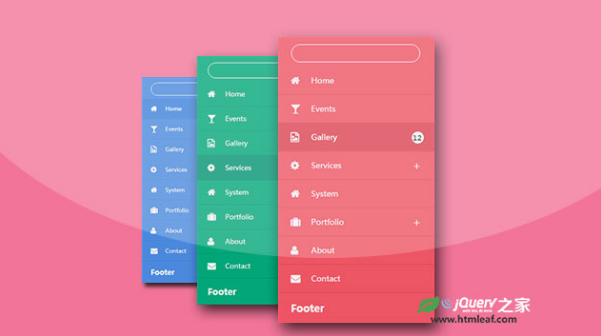 Home
Events
Gallery
Services
System
Portfolio
About
Contact
Footer
Home
Events
Gallery
Services
System
Portfolio
About
Contact
Footer
Home
Events
Gallery 12
Services +
System
Portfolio +
About
Contact
Footer
jQuery之家
www.htmleaf.com